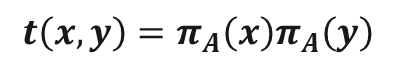 t(x, y) = π_A(x)π_A(y)